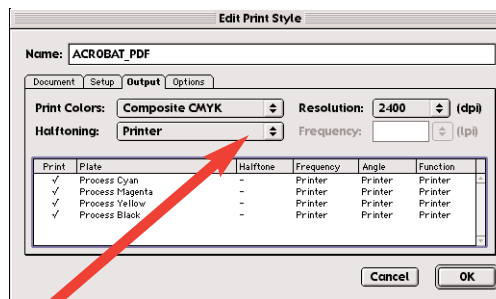 Edit Print Style
Name: ACROBAT_PDF
Document Setup Output Options
Print Colors: Composite CMYK Resolution: 2400 (dpi)
Halftoning: Printer Frequency: (lpi)
Print Plate Halftone Frequency Angle Function
✓ Process Cyan - Printer Printer Printer
✓ Process Magenta - Printer Printer Printer
✓ Process Yellow - Printer Printer Printer
✓ Process Black - Printer Printer Printer
Cancel OK